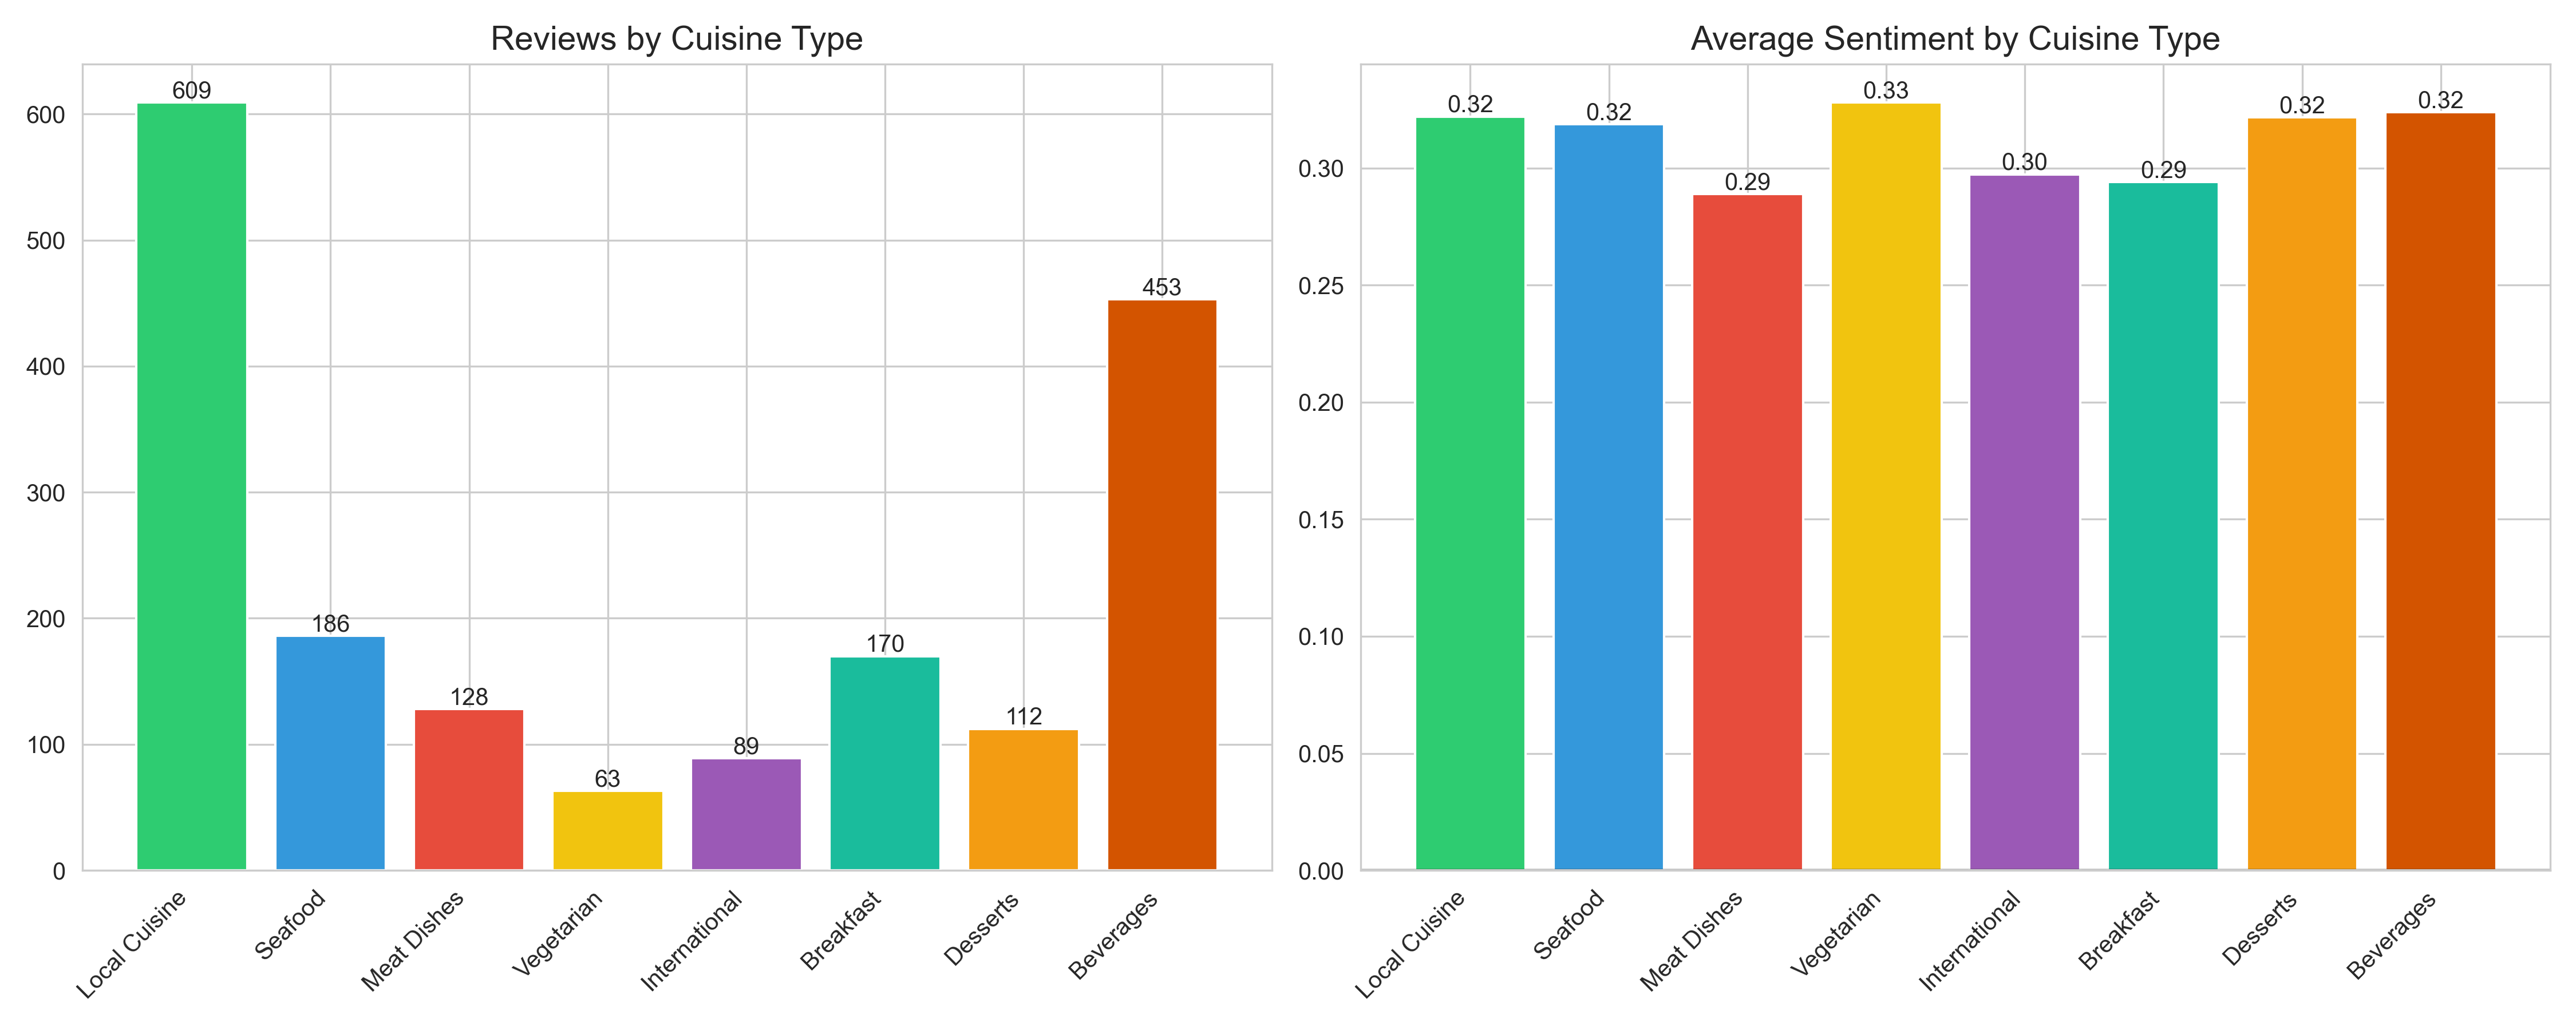 Reviews by Cuisine Type
600
500
400
300
200
100
0
609
186
128
63
89
170
112
453
Local Cuisine
Seafood
Meat Dishes
Vegetarian
International
Breakfast
Desserts
Beverages
Average Sentiment by Cuisine Type
0.30
0.25
0.20
0.15
0.10
0.05
0.00
0.32
0.32
0.29
0.33
0.30
0.29
0.32
0.32
Local Cuisine
Seafood
Meat Dishes
Vegetarian
International
Breakfast
Desserts
Beverages